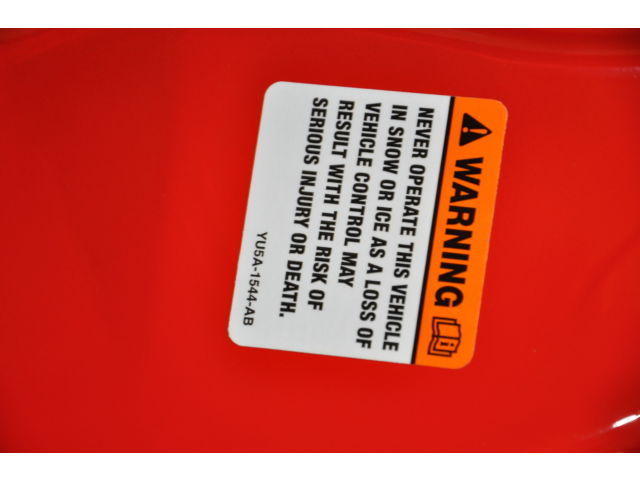 WARNING
NEVER OPERATE THIS VEHICLE
IN SNOW OR ICE AS A LOSS OF
VEHICLE CONTROL MAY
RESULT WITH THE RISK OF
SERIOUS INJURY OR DEATH.
YU5A-1544-AB